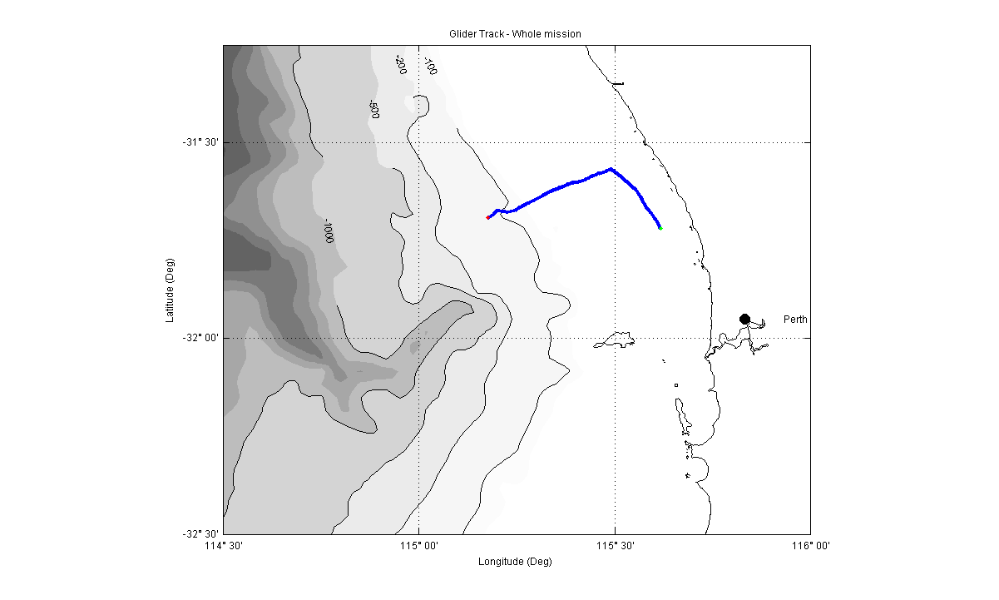 Glider Track - Whole mission
-200
-100
-500
-31° 30'
-1000
Latitude (Deg)
Perth
-32° 00'
-32° 30'
114° 30'
115° 00'
115° 30'
116° 00'
Longitude (Deg)